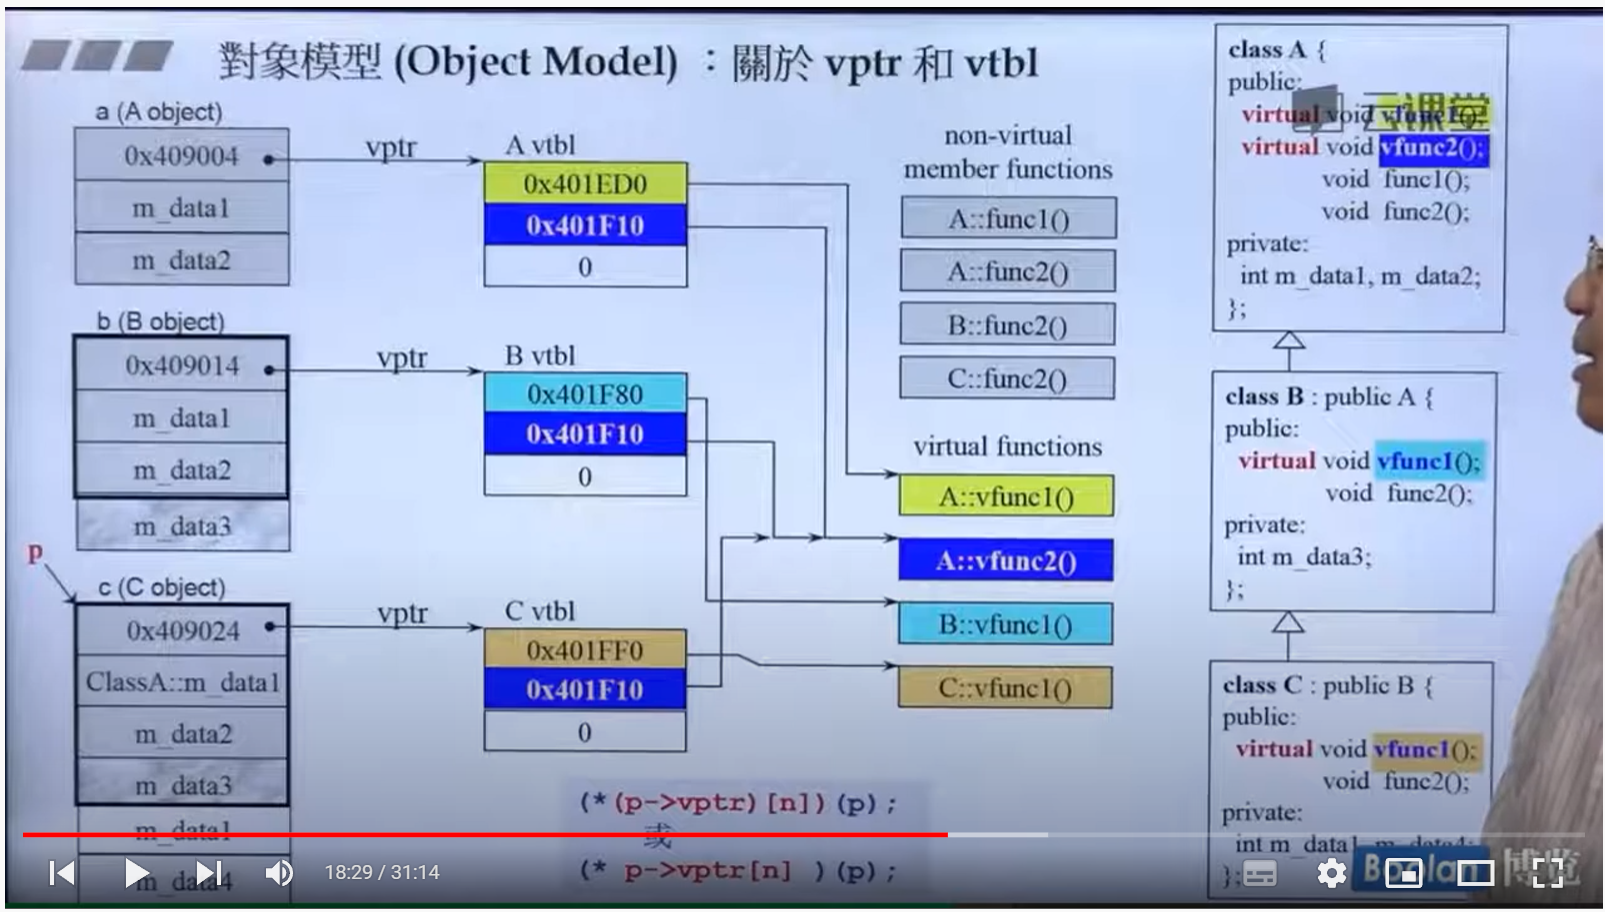 對象模型 (Object Model) ：關於 vptr 和 vtbl
a (A object)
0x409004
m_data1
m_data2
vptr
A vtbl
0x401ED0
0x401F10
0
b (B object)
0x409014
m_data1
m_data2
m_data3
vptr
B vtbl
0x401F80
0x401F10
0
p
c (C object)
0x409024
ClassA::m_data1
m_data2
m_data3
m_data1
m_data4
vptr
C vtbl
0x401FF0
0x401F10
0
non-virtual
member functions
A::func1()
A::func2()
B::func2()
C::func2()
virtual functions
A::vfunc1()
A::vfunc2()
B::vfunc1()
C::vfunc1()
(*(p->vptr)[n])(p);
或
(* p->vptr[n] )(p);
class A {
public:
virtual void vfunc1();
virtual void vfunc2();
void func1();
void func2();
private:
int m_data1, m_data2;
};
云课堂
class B : public A {
public:
virtual void vfunc1();
void func2();
private:
int m_data3;
};
class C : public B {
public:
virtual void vfunc1();
void func2();
private:
int m_data1, m_data4;
};
18:29 / 31:14
Boolan 博览